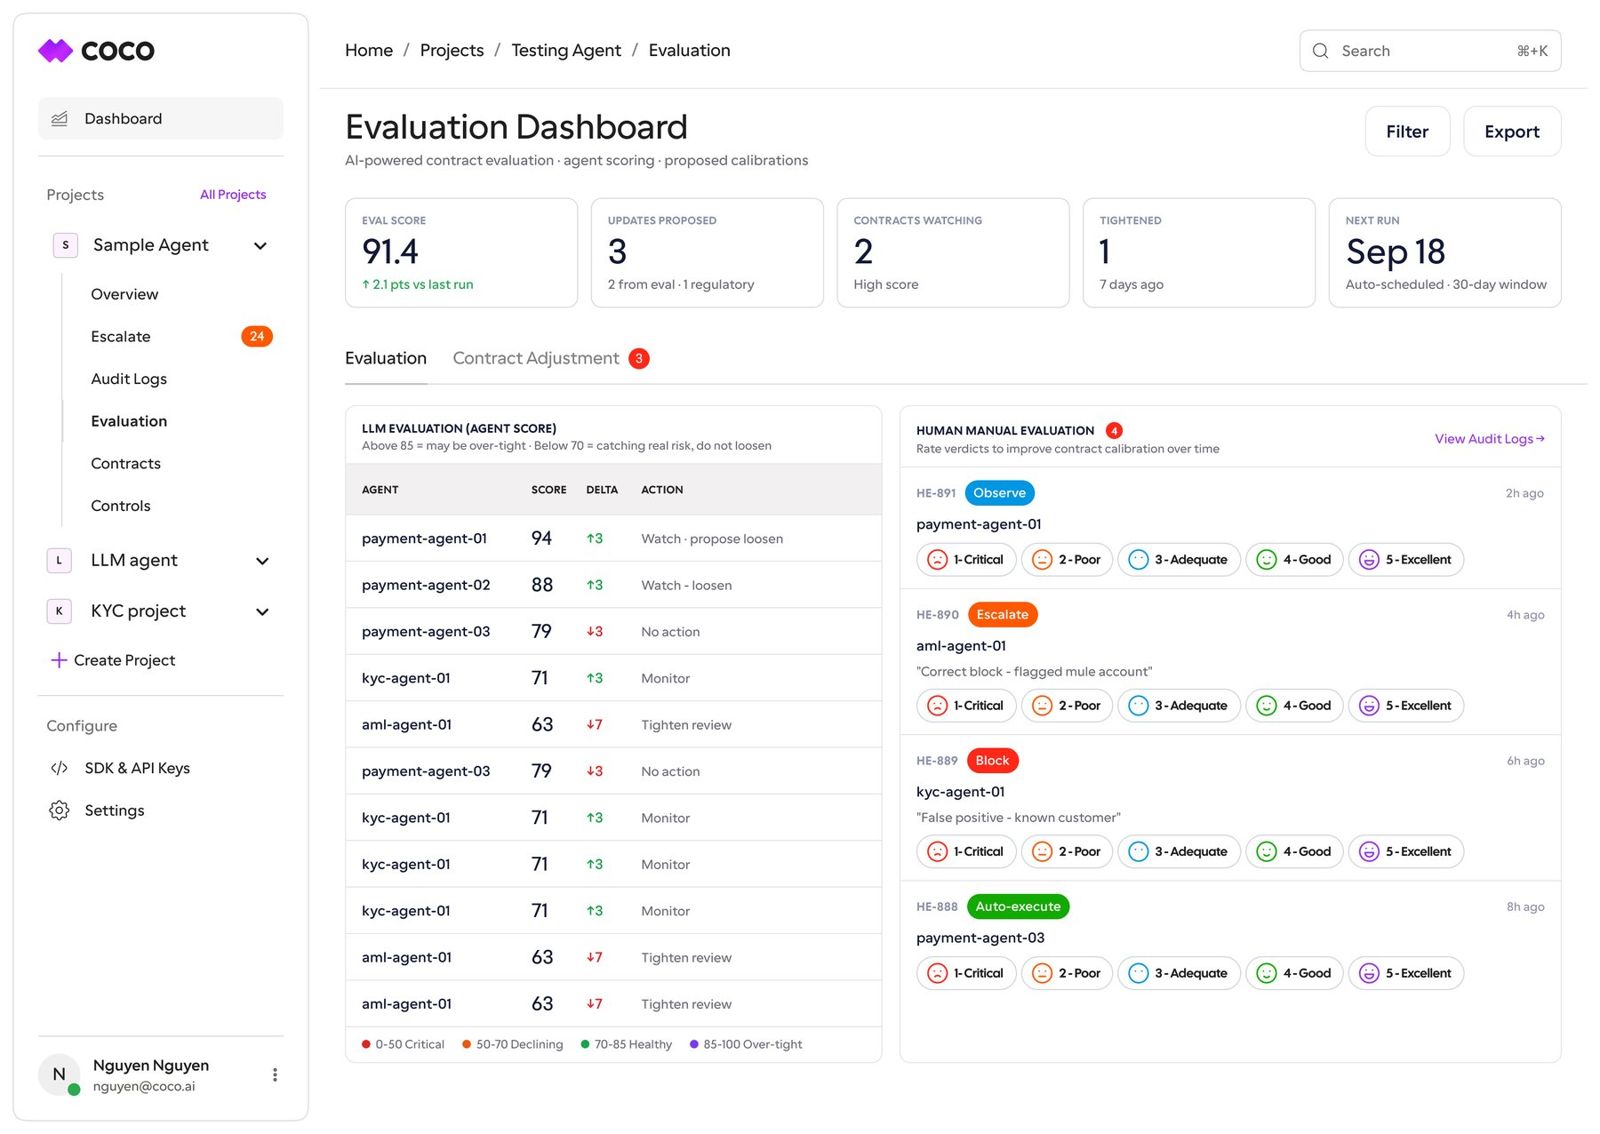 coco
Dashboard
Projects All Projects
S Sample Agent
Overview
Escalate 24
Audit Logs
Evaluation
Contracts
Controls
L LLM agent
K KYC project
Create Project
Configure
SDK & API Keys
Settings
N Nguyen Nguyen
nguyen@coco.ai
Home / Projects / Testing Agent / Evaluation
Search ⌘+K
Evaluation Dashboard
AI-powered contract evaluation · agent scoring · proposed calibrations
Filter Export
EVAL SCORE
91.4
↑ 2.1 pts vs last run
UPDATES PROPOSED
3
2 from eval · 1 regulatory
CONTRACTS WATCHING
2
High score
TIGHTENED
1
7 days ago
NEXT RUN
Sep 18
Auto-scheduled · 30-day window
Evaluation Contract Adjustment 3
LLM EVALUATION (AGENT SCORE)
Above 85 = may be over-tight · Below 70 = catching real risk, do not loosen
AGENT SCORE DELTA ACTION
payment-agent-01 94 ↑3 Watch · propose loosen
payment-agent-02 88 ↑3 Watch - loosen
payment-agent-03 79 ↓3 No action
kyc-agent-01 71 ↑3 Monitor
aml-agent-01 63 ↓7 Tighten review
payment-agent-03 79 ↓3 No action
kyc-agent-01 71 ↑3 Monitor
kyc-agent-01 71 ↑3 Monitor
kyc-agent-01 71 ↑3 Monitor
aml-agent-01 63 ↓7 Tighten review
aml-agent-01 63 ↓7 Tighten review
0-50 Critical 50-70 Declining 70-85 Healthy 85-100 Over-tight
HUMAN MANUAL EVALUATION 4
Rate verdicts to improve contract calibration over time
View Audit Logs →
HE-891 Observe 2h ago
payment-agent-01
1-Critical 2-Poor 3-Adequate 4-Good 5-Excellent
HE-890 Escalate 4h ago
aml-agent-01
"Correct block - flagged mule account"
1-Critical 2-Poor 3-Adequate 4-Good 5-Excellent
HE-889 Block 6h ago
kyc-agent-01
"False positive - known customer"
1-Critical 2-Poor 3-Adequate 4-Good 5-Excellent
HE-888 Auto-execute 8h ago
payment-agent-03
1-Critical 2-Poor 3-Adequate 4-Good 5-Excellent